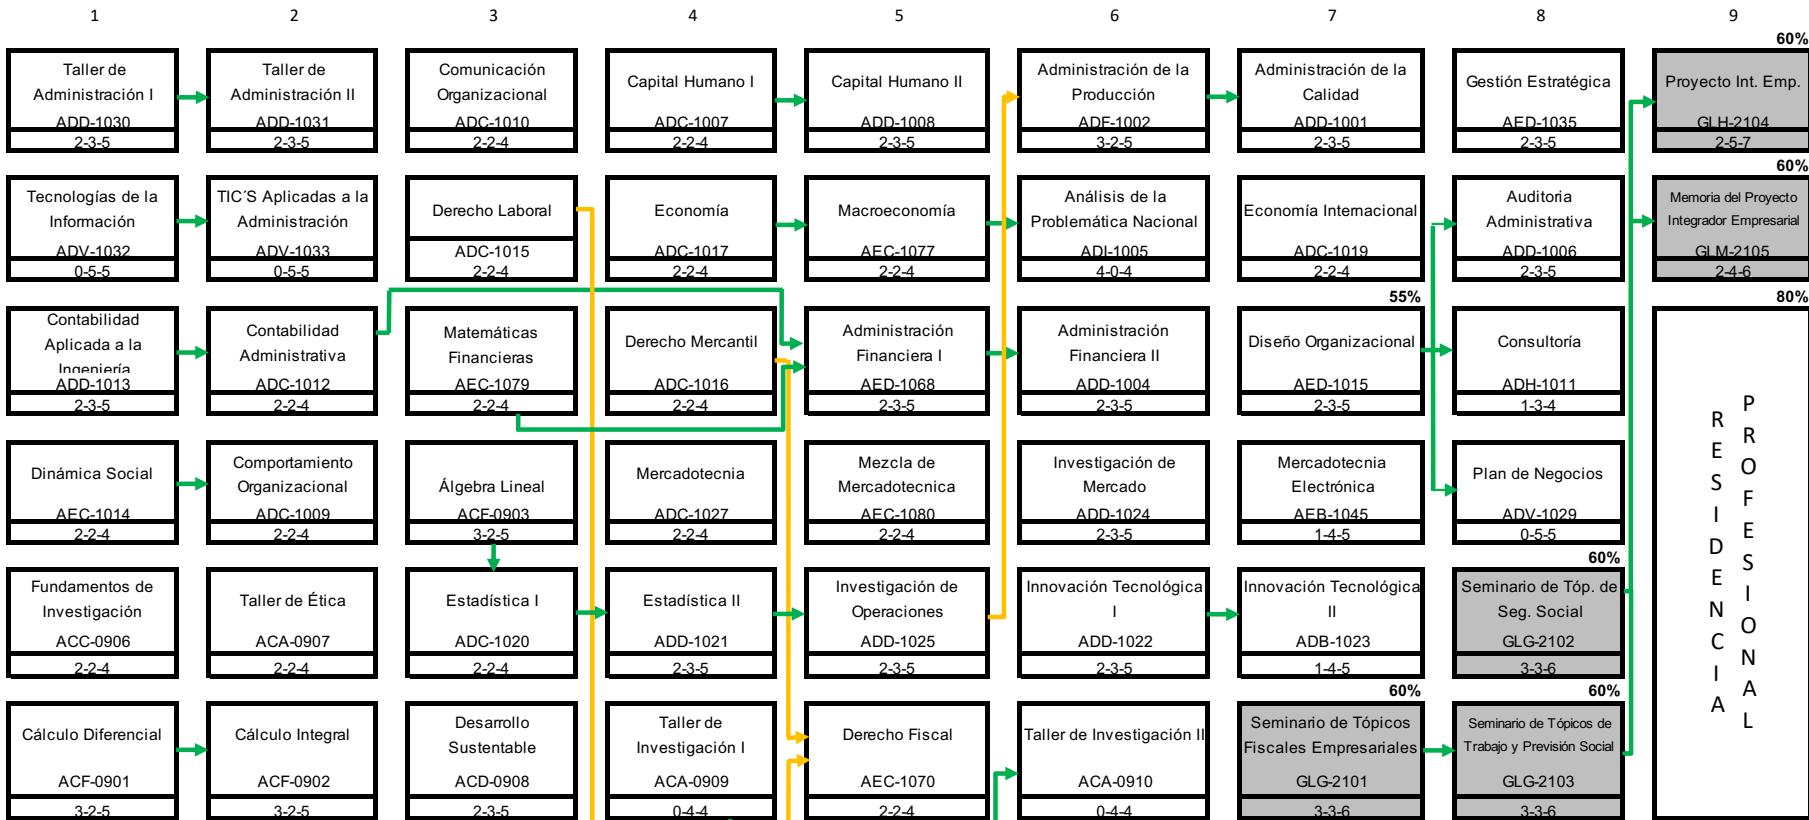 1 2 3 4 5 6 7 8 9
60%
Taller de
Administración I
ADD-1030
2-3-5
Taller de
Administración II
ADD-1031
2-3-5
Comunicación
Organizacional
ADC-1010
2-2-4
Capital Humano I
ADC-1007
2-2-4
Capital Humano II
ADD-1008
2-3-5
Administración de la
Producción
ADF-1002
3-2-5
Administración de la
Calidad
ADD-1001
2-3-5
Gestión Estratégica
AED-1035
2-3-5
Proyecto Int. Emp.
GLH-2104
2-5-7
60%
Tecnologías de la
Información
ADV-1032
0-5-5
TIC´S Aplicadas a la
Administración
ADV-1033
0-5-5
Derecho Laboral
ADC-1015
2-2-4
Economía
ADC-1017
2-2-4
Macroeconomía
AEC-1077
2-2-4
Análisis de la
Problemática Nacional
ADI-1005
4-0-4
Economía Internacional
ADC-1019
2-2-4
Auditoria
Administrativa
ADD-1006
2-3-5
Memoria del Proyecto
Integrador Empresarial
GLM-2105
2-4-6
55%
80%
Contabilidad
Aplicada a la
Ingeniería
ADD-1013
2-3-5
Contabilidad
Administrativa
ADC-1012
2-2-4
Matemáticas
Financieras
AEC-1079
2-2-4
Derecho Mercantil
ADC-1016
2-2-4
Administración
Financiera I
AED-1068
2-3-5
Administración
Financiera II
ADD-1004
2-3-5
Diseño Organizacional
AED-1015
2-3-5
Consultoría
ADH-1011
1-3-4
RESIDENCIA
PROFESIONAL
Dinámica Social
AEC-1014
2-2-4
Comportamiento
Organizacional
ADC-1009
2-2-4
Álgebra Lineal
ACF-0903
3-2-5
Mercadotecnia
ADC-1027
2-2-4
Mezcla de
Mercadotecnica
AEC-1080
2-2-4
Investigación de
Mercado
ADD-1024
2-3-5
Mercadotecnia
Electrónica
AEB-1045
1-4-5
Plan de Negocios
ADV-1029
0-5-5
60%
Fundamentos de
Investigación
ACC-0906
2-2-4
Taller de Ética
ACA-0907
2-2-4
Estadística I
ADC-1020
2-2-4
Estadística II
ADD-1021
2-3-5
Investigación de
Operaciones
ADD-1025
2-3-5
Innovación Tecnológica
I
ADD-1022
2-3-5
Innovación Tecnológica
II
ADB-1023
1-4-5
Seminario de Tóp. de
Seg. Social
GLG-2102
3-3-6
60%
60%
Cálculo Diferencial
ACF-0901
3-2-5
Cálculo Integral
ACF-0902
3-2-5
Desarrollo
Sustentable
ACD-0908
2-3-5
Taller de
Investigación I
ACA-0909
0-4-4
Derecho Fiscal
AEC-1070
2-2-4
Taller de Investigación II
ACA-0910
0-4-4
Seminario de Tópicos
Fiscales Empresariales
GLG-2101
3-3-6
Seminario de Tópicos de
Trabajo y Previsión Social
GLG-2103
3-3-6